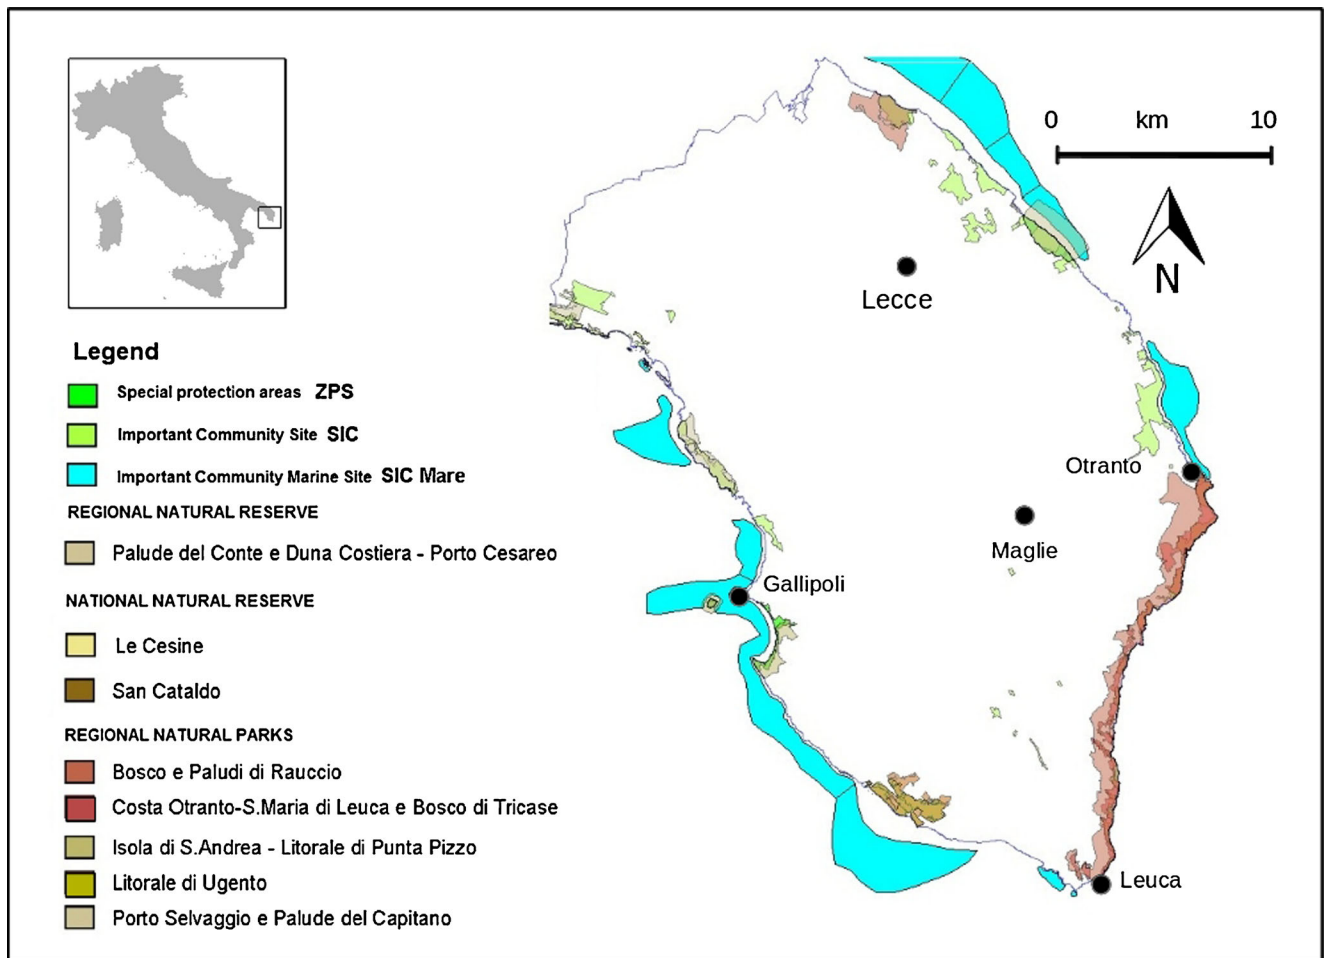 0 km 10
N
Lecce
Legend
Special protection areas ZPS
Important Community Site SIC
Otranto
Important Community Marine Site SIC Mare
REGIONAL NATURAL RESERVE
Maglie
Palude del Conte e Duna Costiera - Porto Cesareo
Gallipoli
NATIONAL NATURAL RESERVE
Le Cesine
San Cataldo
REGIONAL NATURAL PARKS
Bosco e Paludi di Rauccio
Costa Otranto-S.Maria di Leuca e Bosco di Tricase
Isola di S.Andrea - Litorale di Punta Pizzo
Litorale di Ugento
Leuca
Porto Selvaggio e Palude del Capitano